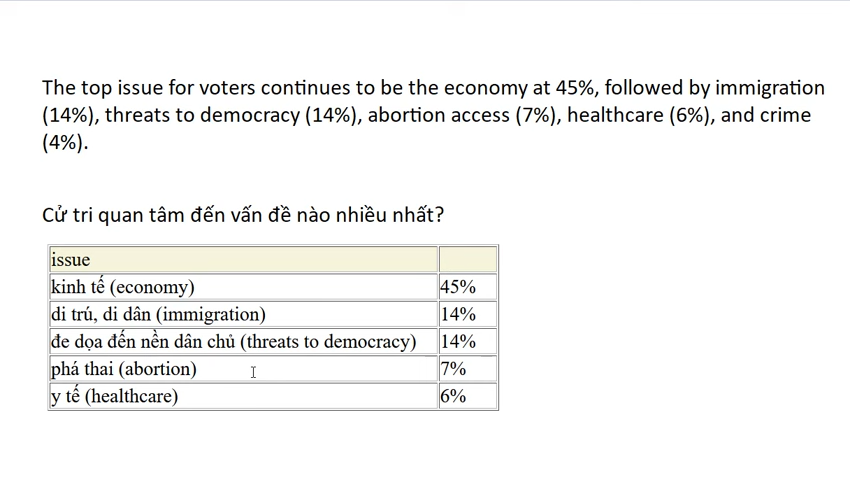 The top issue for voters continues to be the economy at 45%, followed by immigration
(14%), threats to democracy (14%), abortion access (7%), healthcare (6%), and crime
(4%).
Cử tri quan tâm đến vấn đề nào nhiều nhất?
issue
kinh tế (economy) 45%
di trú, di dân (immigration) 14%
đe dọa đến nền dân chủ (threats to democracy) 14%
phá thai (abortion) 7%
y tế (healthcare) 6%